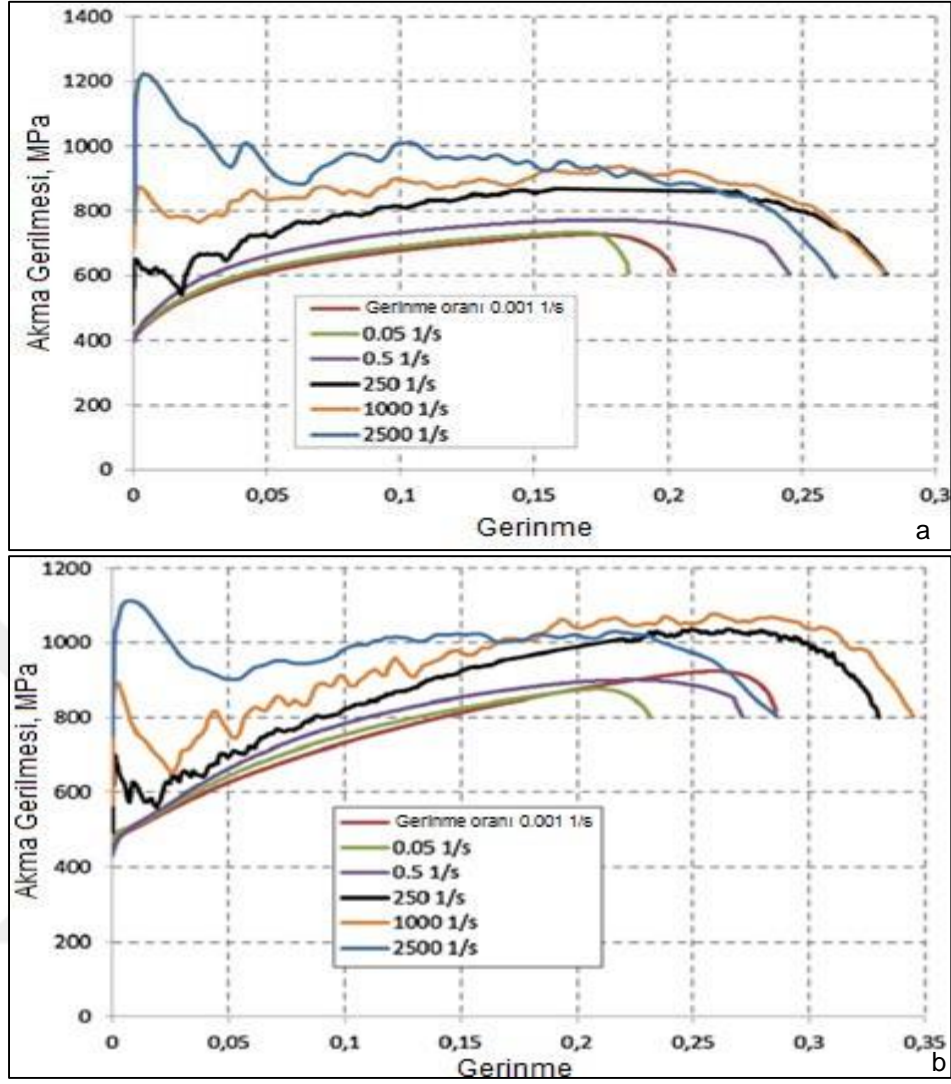 1400
1200
1000
800
600
400
200
0
Akma Gerilmesi, MPa
Gerinme oranı 0.001 1/s
0.05 1/s
0.5 1/s
250 1/s
1000 1/s
2500 1/s
0 0,05 0,1 0,15 0,2 0,25 0,3
Gerinme
a
1200
1000
800
600
400
200
0
Akma Gerilmesi, MPa
Gerinme oranı 0.001 1/s
0.05 1/s
0.5 1/s
250 1/s
1000 1/s
2500 1/s
0 0,05 0,1 0,15 0,2 0,25 0,3 0,35
Gerinme
b